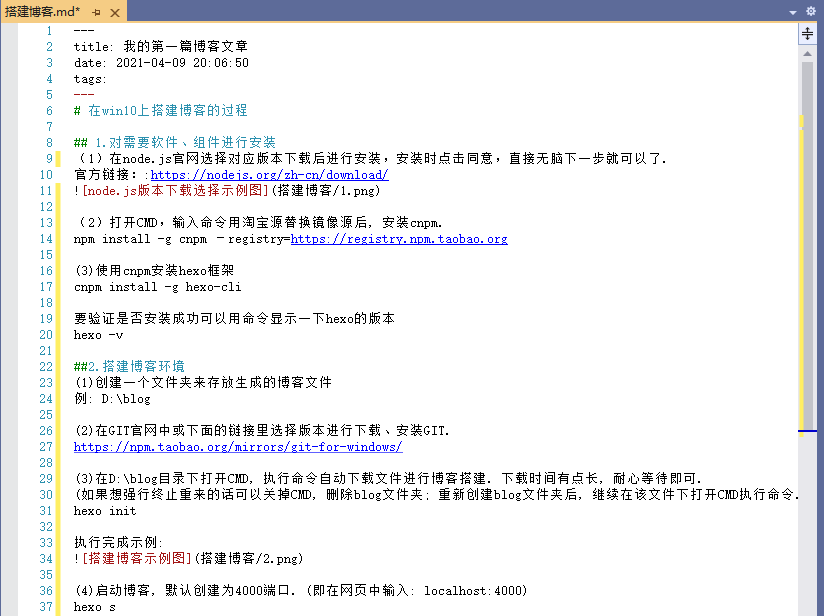 搭建博客.md*
1 ---
2 title: 我的第一篇博客文章
3 date: 2021-04-09 20:06:50
4 tags:
5 ---
6 # 在win10上搭建博客的过程
7
8 ## 1.对需要软件、组件进行安装
9 （1）在node.js官网选择对应版本下载后进行安装，安装时点击同意，直接无脑下一步就可以了.
10 官方链接：:https://nodejs.org/zh-cn/download/
11 ![node.js版本下载选择示例图](搭建博客/1.png)
12
13 （2）打开CMD，输入命令用淘宝源替换镜像源后, 安装cnpm.
14 npm install -g cnpm －registry=https://registry.npm.taobao.org
15
16 (3)使用cnpm安装hexo框架
17 cnpm install -g hexo-cli
18
19 要验证是否安装成功可以用命令显示一下hexo的版本
20 hexo -v
21
22 ##2.搭建博客环境
23 (1)创建一个文件夹来存放生成的博客文件
24 例: D:\blog
25
26 (2)在GIT官网中或下面的链接里选择版本进行下载、安装GIT.
27 https://npm.taobao.org/mirrors/git-for-windows/
28
29 (3)在D:\blog目录下打开CMD, 执行命令自动下载文件进行博客搭建. 下载时间有点长, 耐心等待即可.
30 (如果想强行终止重来的话可以关掉CMD, 删除blog文件夹; 重新创建blog文件夹后, 继续在该文件下打开CMD执行命令.
31 hexo init
32
33 执行完成示例:
34 ![搭建博客示例图](搭建博客/2.png)
35
36 (4)启动博客, 默认创建为4000端口. (即在网页中输入: localhost:4000)
37 hexo s